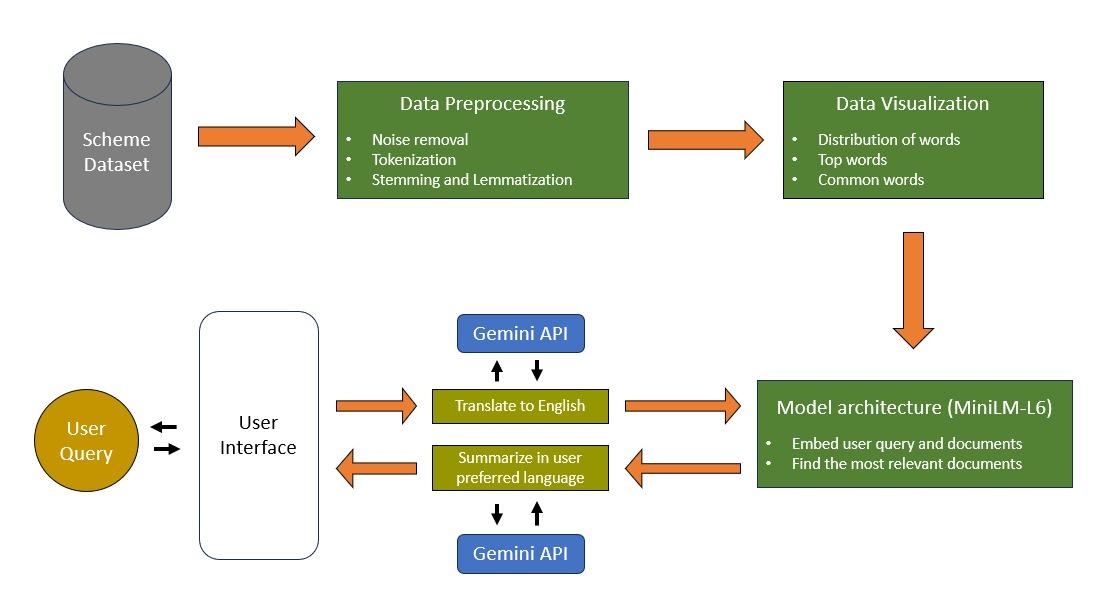 Scheme
Dataset
Data Preprocessing
• Noise removal
• Tokenization
• Stemming and Lemmatization
Data Visualization
• Distribution of words
• Top words
• Common words
User
Query
User
Interface
Gemini API
Translate to English
Summarize in user
preferred language
Gemini API
Model architecture (MiniLM-L6)
• Embed user query and documents
• Find the most relevant documents